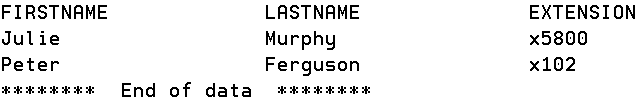 FIRSTNAME LASTNAME EXTENSION
Julie Murphy x5800
Peter Ferguson x102
******** End of data ********